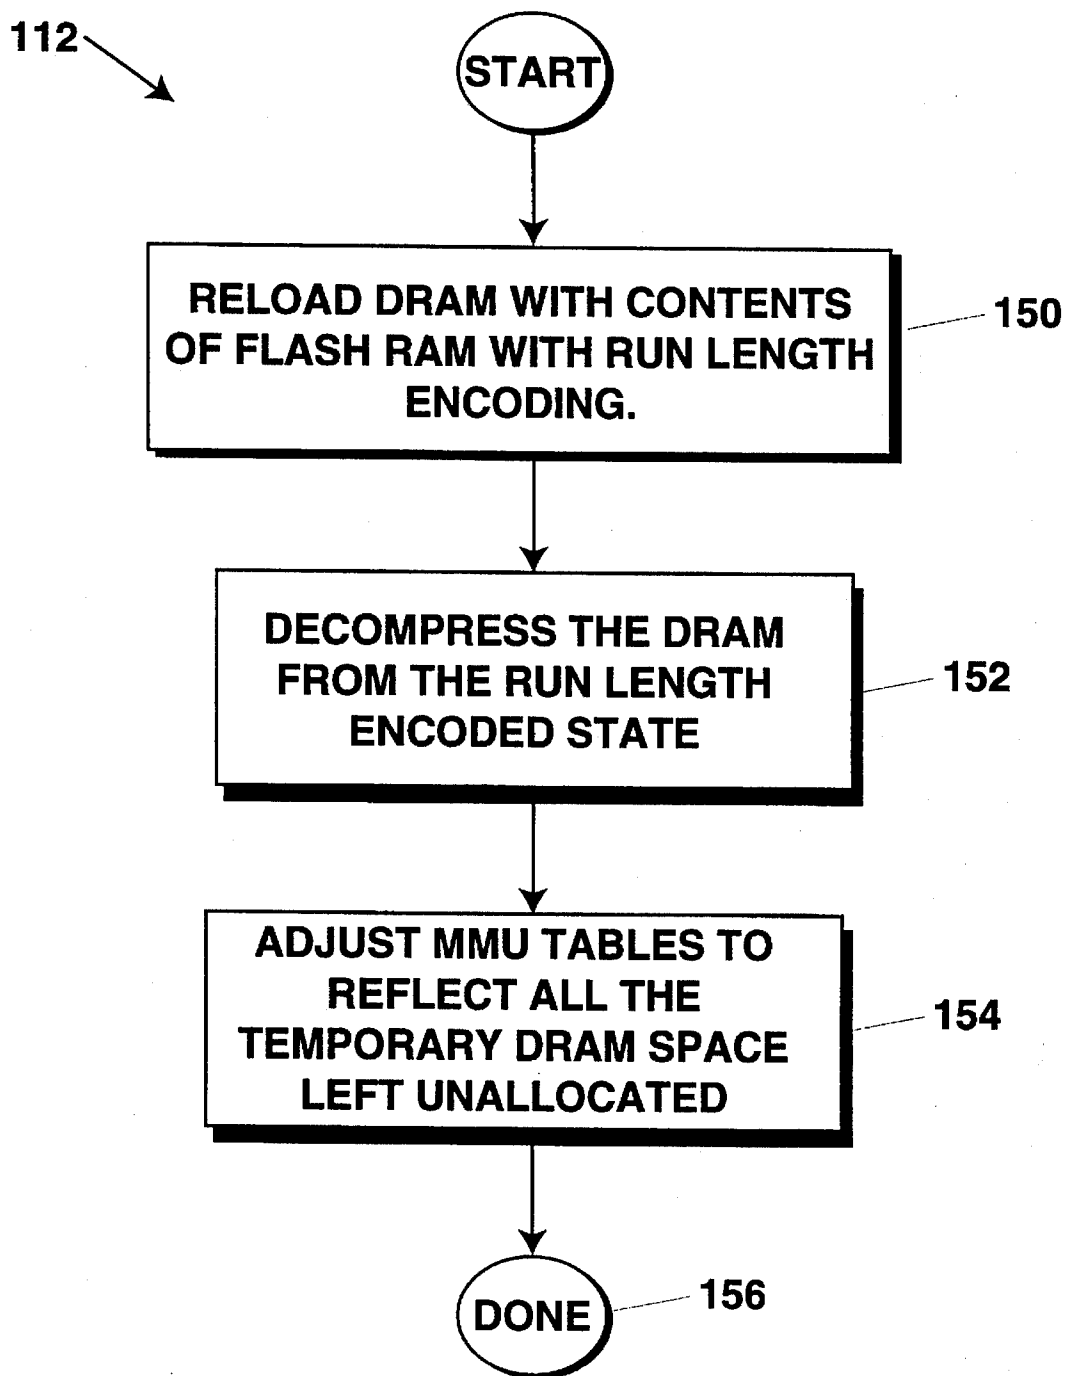 112
START
RELOAD DRAM WITH CONTENTS
OF FLASH RAM WITH RUN LENGTH
ENCODING.
150
DECOMPRESS THE DRAM
FROM THE RUN LENGTH
ENCODED STATE
152
ADJUST MMU TABLES TO
REFLECT ALL THE
TEMPORARY DRAM SPACE
LEFT UNALLOCATED
154
DONE
156